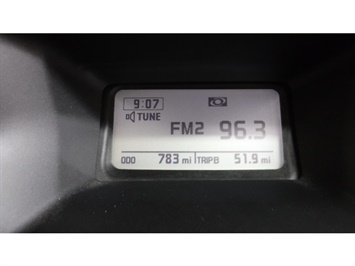 9:07
TUNE
FM2 96.3
ODO 783 mi TRIP B 51.9 mi